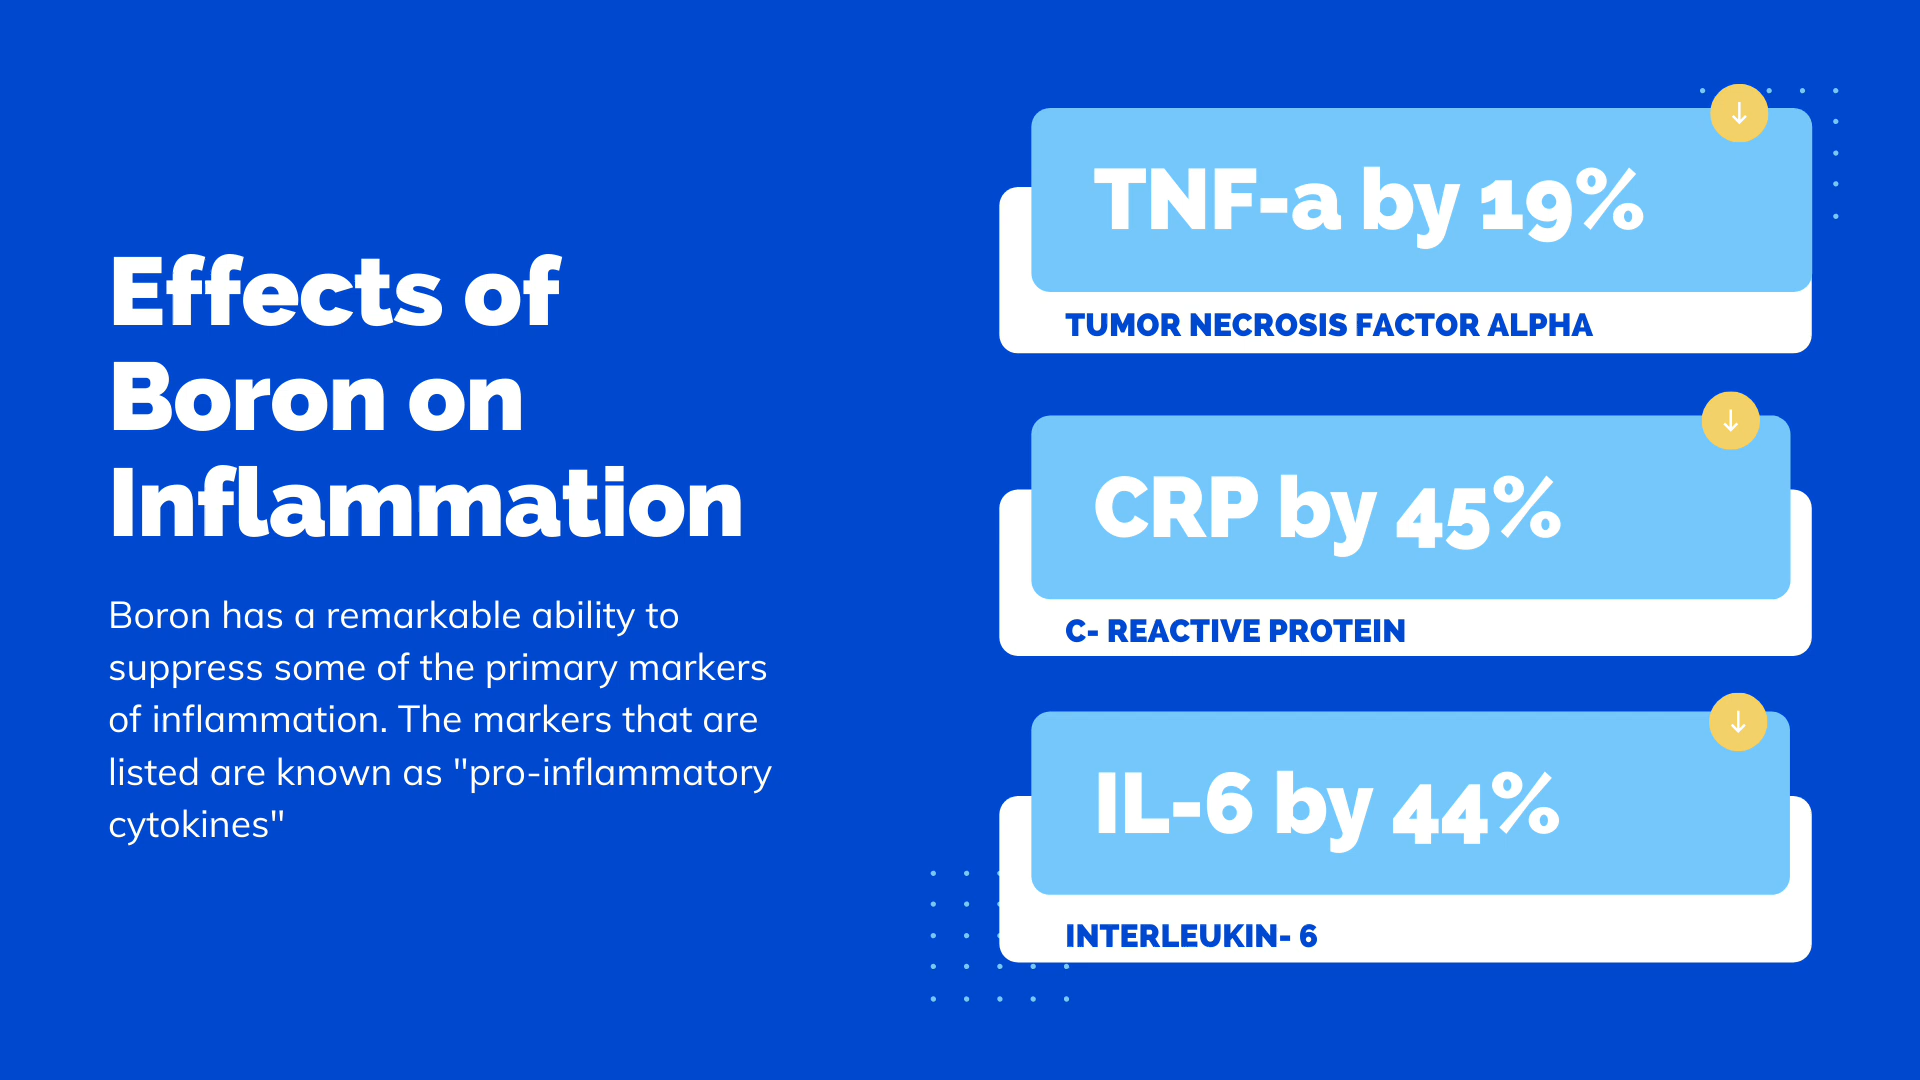 Effects of
Boron on
Inflammation
Boron has a remarkable ability to
suppress some of the primary markers
of inflammation. The markers that are
listed are known as "pro-inflammatory
cytokines"
TNF-a by 19%
TUMOR NECROSIS FACTOR ALPHA
CRP by 45%
C- REACTIVE PROTEIN
IL-6 by 44%
INTERLEUKIN- 6